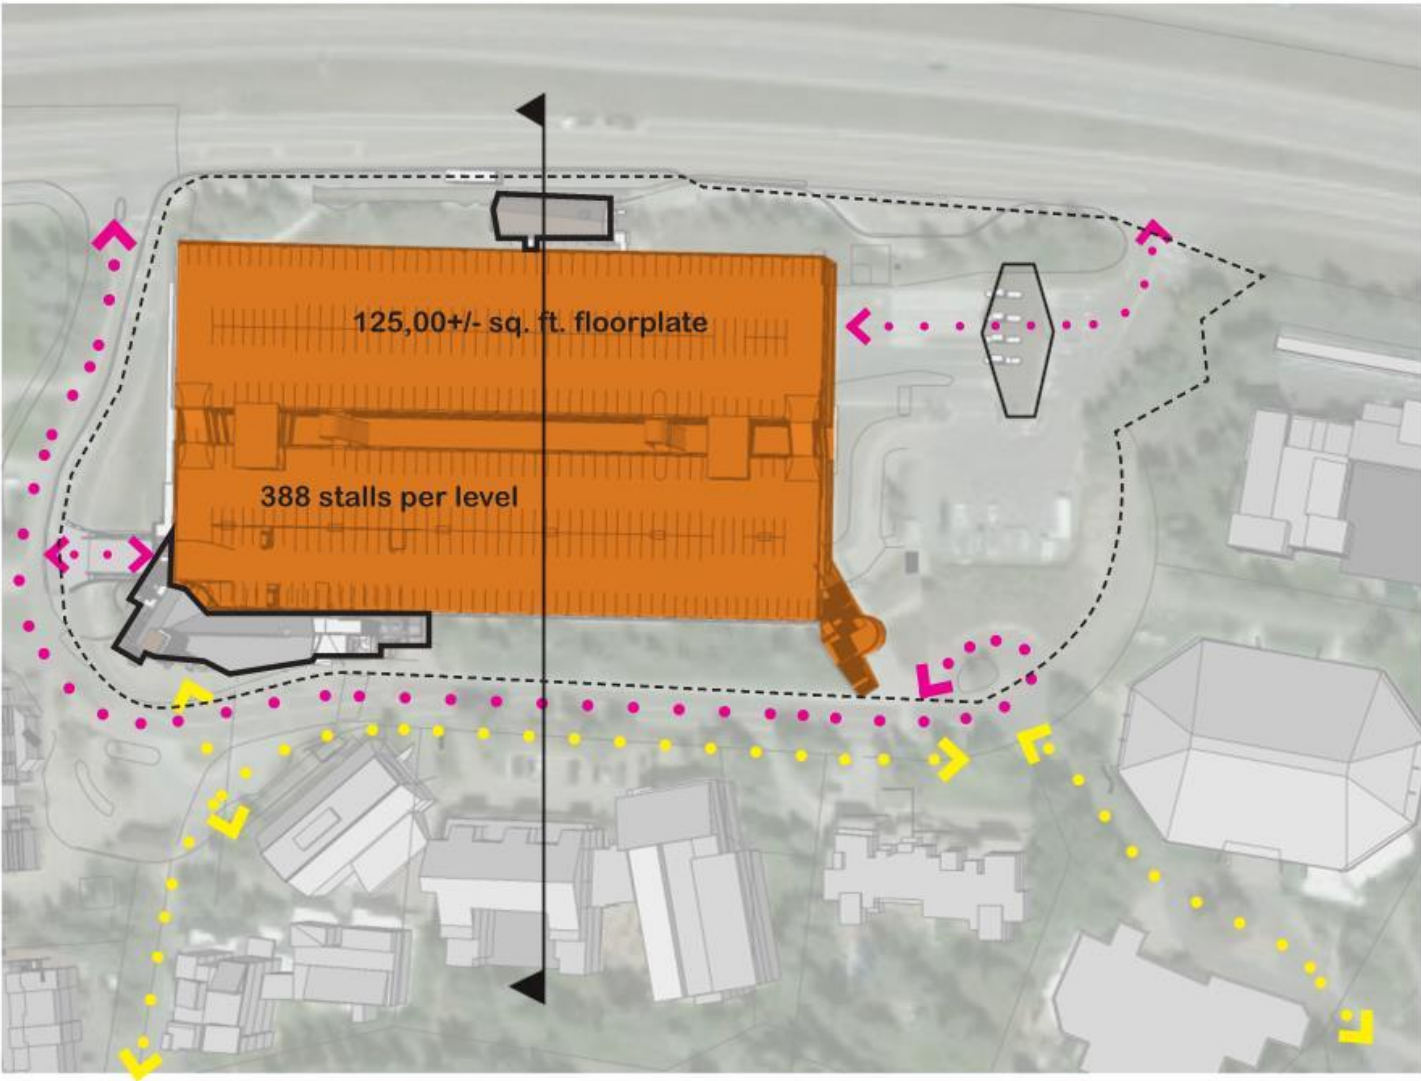 125,00+/- sq. ft. floorplate
388 stalls per level